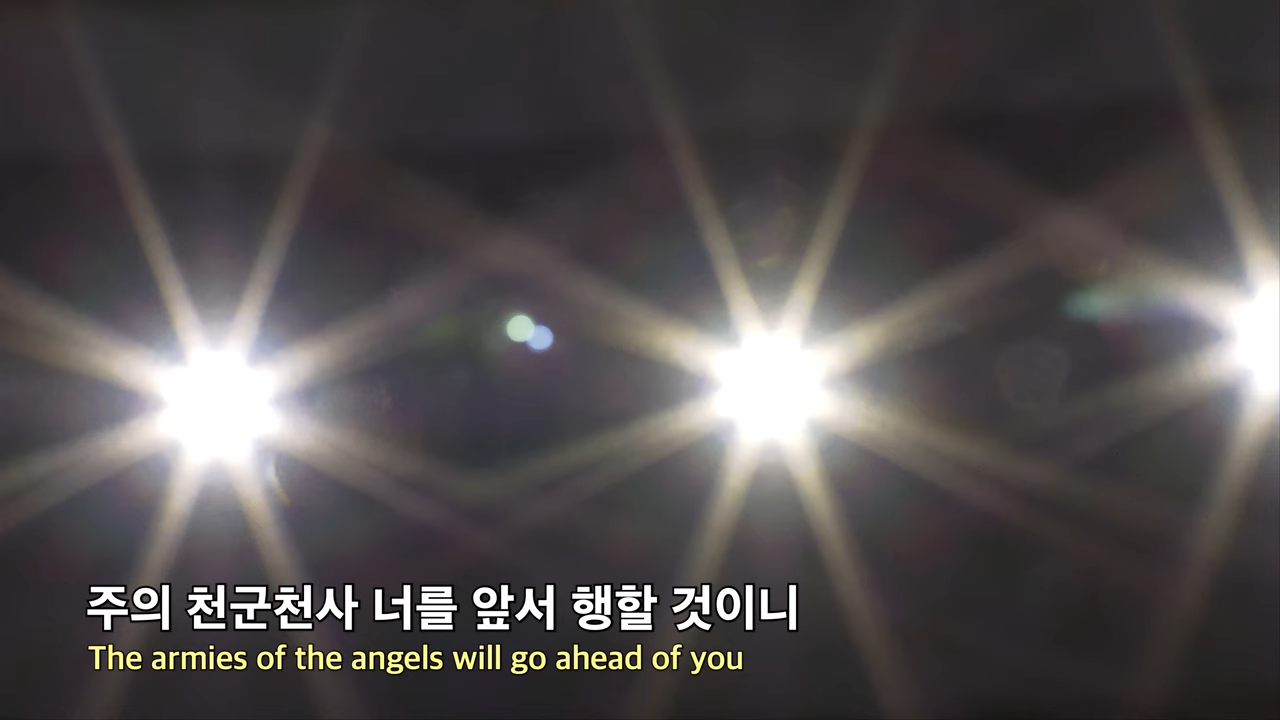 주의 천군천사 너를 앞서 행할 것이니
The armies of the angels will go ahead of you